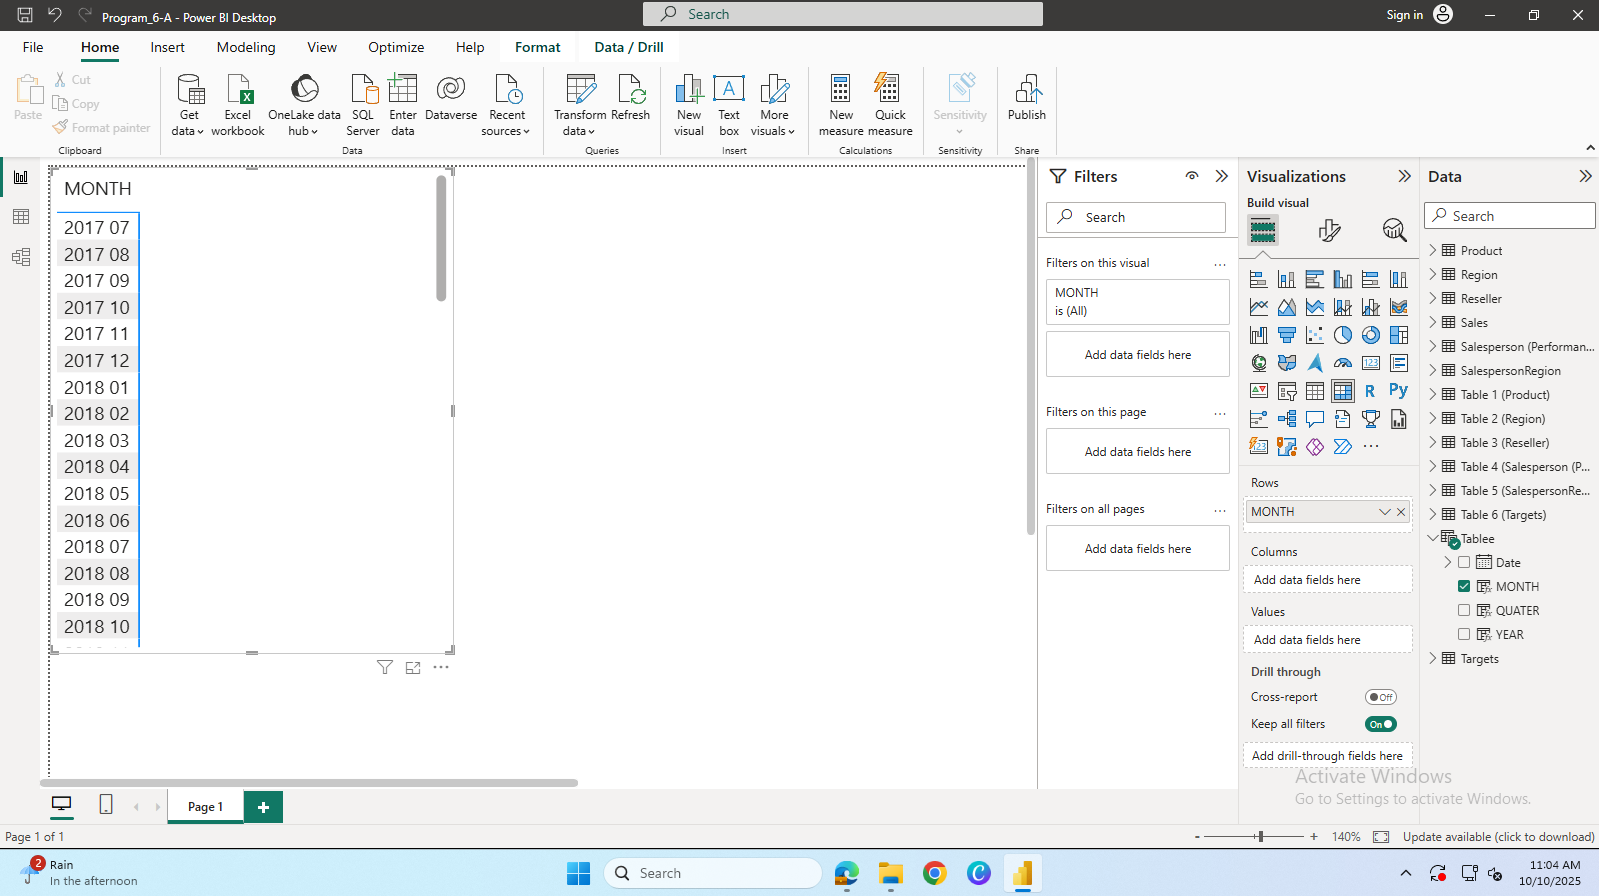 Program_6-A - Power BI Desktop
Search
Sign in
File
Home
Insert
Modeling
View
Optimize
Help
Format
Data / Drill
Paste
Cut
Copy
Format painter
Clipboard
Get data
Excel workbook
OneLake data hub
SQL Server
Enter data
Dataverse
Recent sources
Data
Transform data
Refresh
Queries
New visual
Text box
More visuals
Insert
New measure
Quick measure
Calculations
Sensitivity
Sensitivity
Publish
Share
MONTH
2017 07
2017 08
2017 09
2017 10
2017 11
2017 12
2018 01
2018 02
2018 03
2018 04
2018 05
2018 06
2018 07
2018 08
2018 09
2018 10
Filters
Search
Filters on this visual
MONTH
is (All)
Add data fields here
Filters on this page
Add data fields here
Filters on all pages
Add data fields here
Visualizations
Build visual
123
R
Py
123
Rows
MONTH
Columns
Add data fields here
Values
Add data fields here
Drill through
Cross-report
Off
Keep all filters
On
Add drill-through fields here
Data
Search
Product
Region
Reseller
Sales
Salesperson (Performan...
SalespersonRegion
Table 1 (Product)
Table 2 (Region)
Table 3 (Reseller)
Table 4 (Salesperson (P...
Table 5 (SalespersonRe...
Table 6 (Targets)
Tablee
Date
MONTH
QUATER
YEAR
Targets
Activate Windows
Go to Settings to activate Windows.
Page 1
Page 1 of 1
140%
Update available (click to download)
2
Rain
In the afternoon
Search
11:04 AM
10/10/2025